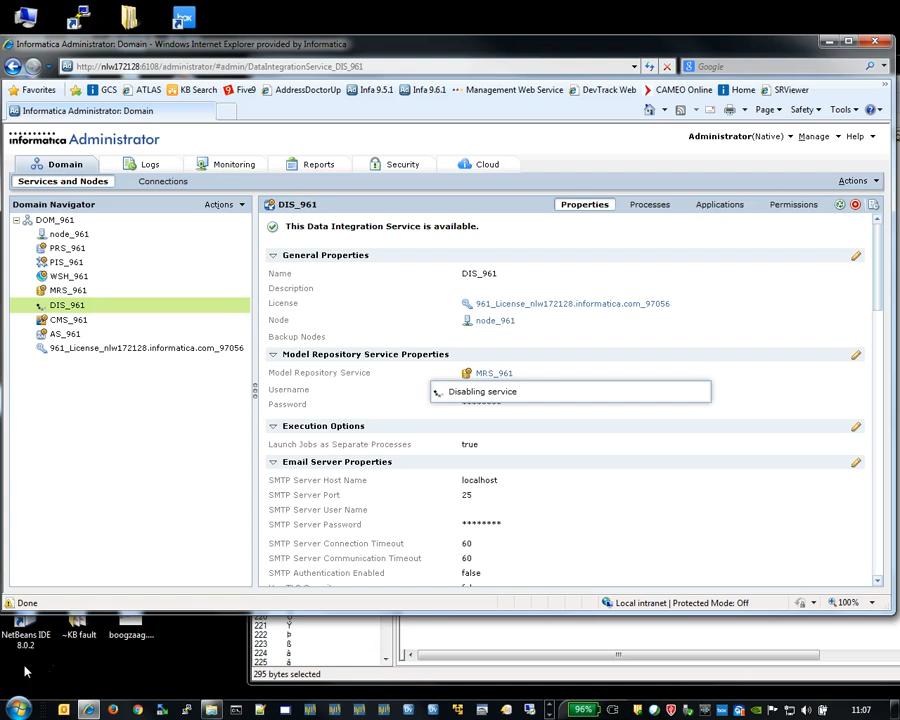 box
Informatica Administrator: Domain - Windows Internet Explorer provided by Informatica
http://nlw172128:6108/administrator/#admin/DataIntegrationService_DIS_961
Google
Favorites GCS ATLAS KB Search Five9 AddressDoctorUp Infa 9.5.1 Infa 9.6.1 Management Web Service DevTrack Web CAMEO Online Home SRViewer
Informatica Administrator: Domain
Page Safety Tools
Informatica Administrator
Administrator(Native) Manage Help
Domain Logs Monitoring Reports Security Cloud
Services and Nodes Connections
Actions
Domain Navigator Actions
DIS_961 Properties Processes Applications Permissions
DOM_961
node_961
PRS_961
PIS_961
WSH_961
MRS_961
DIS_961
CMS_961
AS_961
961_License_nlw172128.informatica.com_97056
This Data Integration Service is available.
General Properties
Name DIS_961
Description
License 961_License_nlw172128.informatica.com_97056
Node node_961
Backup Nodes
Model Repository Service Properties
Model Repository Service MRS_961
Username
Disabling service
Password
Execution Options
Launch Jobs as Separate Processes true
Email Server Properties
SMTP Server Host Name localhost
SMTP Server Port 25
SMTP Server User Name
SMTP Server Password ********
SMTP Server Connection Timeout 60
SMTP Server Communication Timeout 60
SMTP Authentication Enabled false
Done
Local intranet | Protected Mode: Off
100%
NetBeans IDE 8.0.2
~KB fault
boogzaag....
221 Ý
222 Þ
223 ß
224 à
225 á
295 bytes selected
96%
11:07